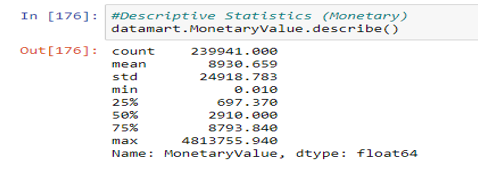 In [176]: #Descriptive Statistics (Monetary)
datamart.MonetaryValue.describe()
Out[176]: count 239941.000
mean 8930.659
std 24918.783
min 0.010
25% 697.370
50% 2910.000
75% 8793.840
max 4813755.940
Name: MonetaryValue, dtype: float64